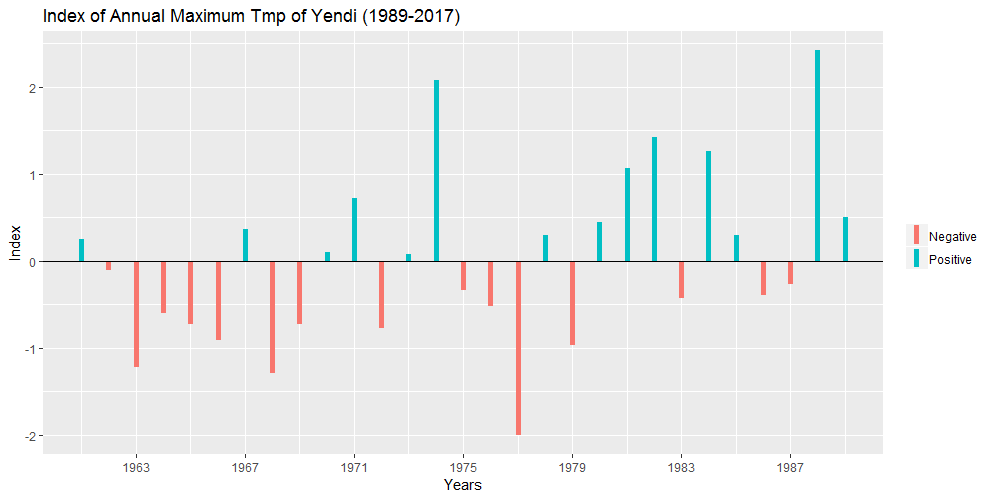 Index of Annual Maximum Tmp of Yendi (1989-2017)
Index
2
1
0
-1
-2
1963 1967 1971 1975 1979 1983 1987
Years
Negative
Positive